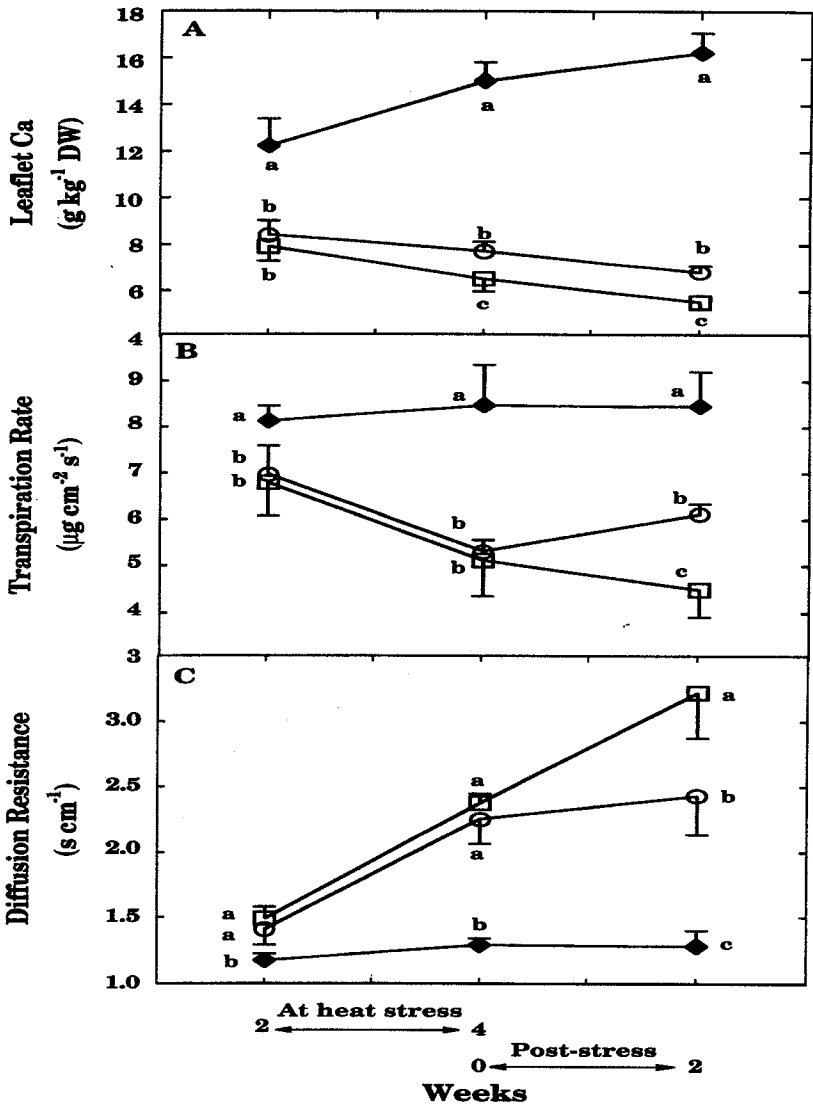 A
18
16
14
12
10
8
6
4
Leaflet Ca
(g kg-1 DW)
a
a
a
b
b
b
b
c
c
B
9
8
7
6
5
4
3
Transpiration Rate
(µg cm-2 s-1)
a
a
a
b
b
b
b
b
c
C
3.0
2.5
2.0
1.5
1.0
Diffusion Resistance
(s cm-1)
a
a
b
a
a
b
a
b
c
At heat stress
2 4
Post-stress
0 2
Weeks